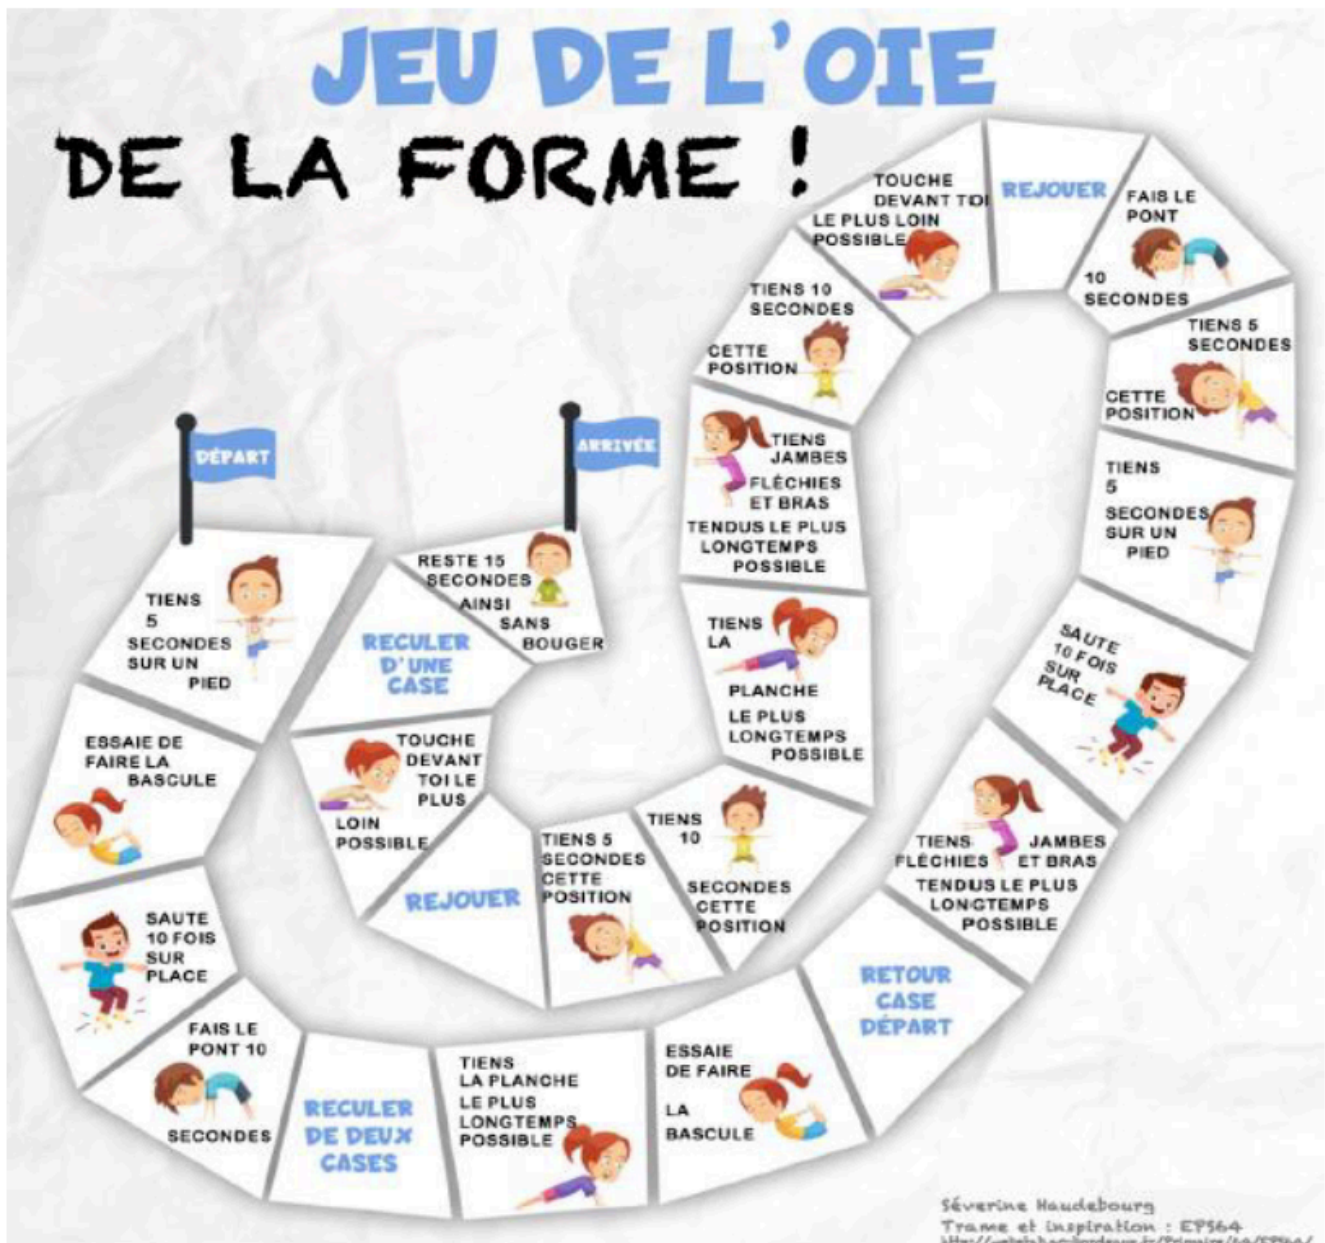 JEU DE L'OIE
DE LA FORME !
DÉPART
TIENS
5
SECONDES
SUR UN
PIED
ESSAIE DE
FAIRE LA
BASCULE
SAUTE
10 FOIS
SUR
PLACE
FAIS LE
PONT 10
SECONDES
RECULER
DE DEUX
CASES
TIENS
LA PLANCHE
LE PLUS
LONGTEMPS
POSSIBLE
ESSAIE
DE FAIRE
LA
BASCULE
RETOUR
CASE
DÉPART
TIENS JAMBES
FLÉCHIES ET BRAS
TENDUS LE PLUS
LONGTEMPS
POSSIBLE
SAUTE
10 FOIS
SUR
PLACE
TIENS
5
SECONDES
SUR UN
PIED
TIENS 5
SECONDES
CETTE
POSITION
FAIS LE
PONT
10
SECONDES
REJOUER
TOUCHE
DEVANT TOI
LE PLUS LOIN
POSSIBLE
TIENS 10
SECONDES
CETTE
POSITION
TIENS
JAMBES
FLÉCHIES
ET BRAS
TENDUS LE PLUS
LONGTEMPS
POSSIBLE
TIENS
LA
PLANCHE
LE PLUS
LONGTEMPS
POSSIBLE
TIENS
10
SECONDES
CETTE
POSITION
TIENS 5
SECONDES
CETTE
POSITION
REJOUER
TOUCHE
DEVANT
TOI LE
PLUS
LOIN
POSSIBLE
RECULER
D'UNE
CASE
RESTE 15
SECONDES
AINSI
SANS
BOUGER
ARRIVÉE
Séverine Haudebourg
Trame et inspiration : EPS64